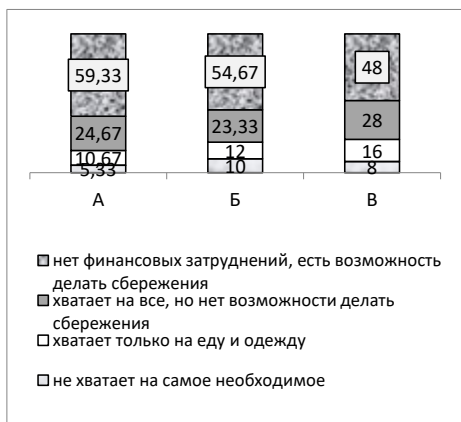 59,33 54,67 48
24,67 23,33 28
10,67 12 16
5,33 10 8
А Б В
нет финансовых затруднений, есть возможность
делать сбережения
хватает на все, но нет возможности делать
сбережения
хватает только на еду и одежду
не хватает на самое необходимое